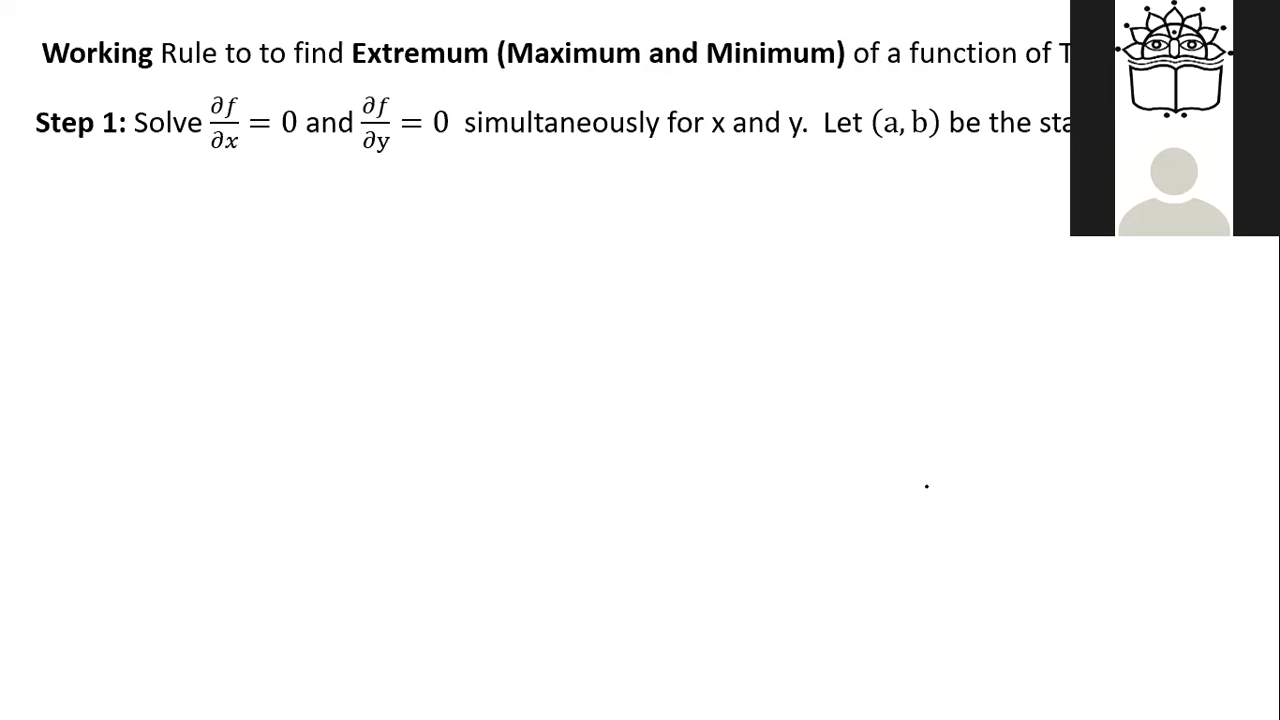 Working Rule to to find Extremum (Maximum and Minimum) of a function of
Step 1: Solve ∂f/∂x = 0 and ∂f/∂y = 0 simultaneously for x and y. Let (a, b) be the